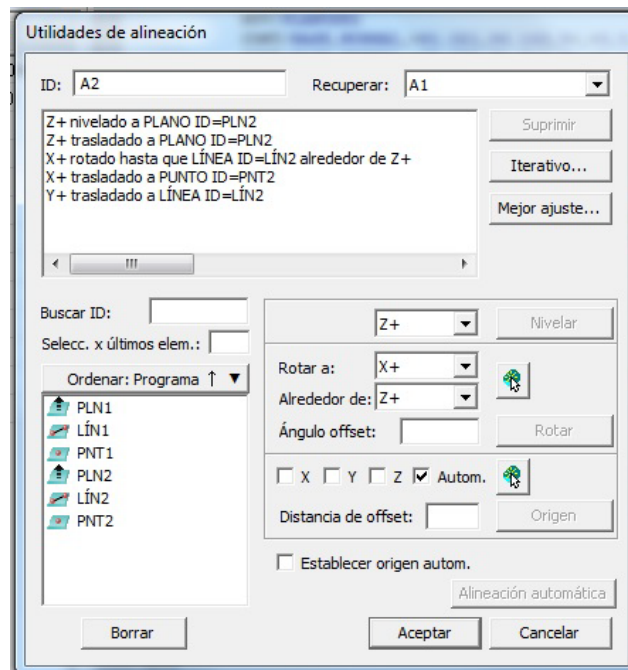 Utilidades de alineación
ID: A2 Recuperar: A1
Z+ nivelado a PLANO ID=PLN2
Z+ trasladado a PLANO ID=PLN2
X+ rotado hasta que LÍNEA ID=LÍN2 alrededor de Z+
X+ trasladado a PUNTO ID=PNT2
Y+ trasladado a LÍNEA ID=LÍN2
Suprimir
Iterativo...
Mejor ajuste...
Buscar ID:
Selecc. x últimos elem.:
Ordenar: Programa ↑ ▼
PLN1
LÍN1
PNT1
PLN2
LÍN2
PNT2
Z+ Nivelar
Rotar a: X+
Alrededor de: Z+
Ángulo offset: Rotar
X Y Z Autom.
Distancia de offset: Origen
Establecer origen autom.
Alineación automática
Borrar Aceptar Cancelar